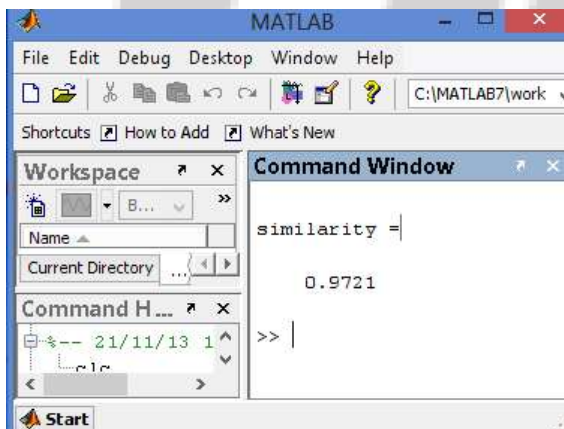 MATLAB
File Edit Debug Desktop Window Help
C:\MATLAB7\work
Shortcuts How to Add What's New
Workspace
B...
Name
Current Directory ...
Command H...
%-- 21/11/13 1
clc
Command Window
similarity =
0.9721
>>
Start